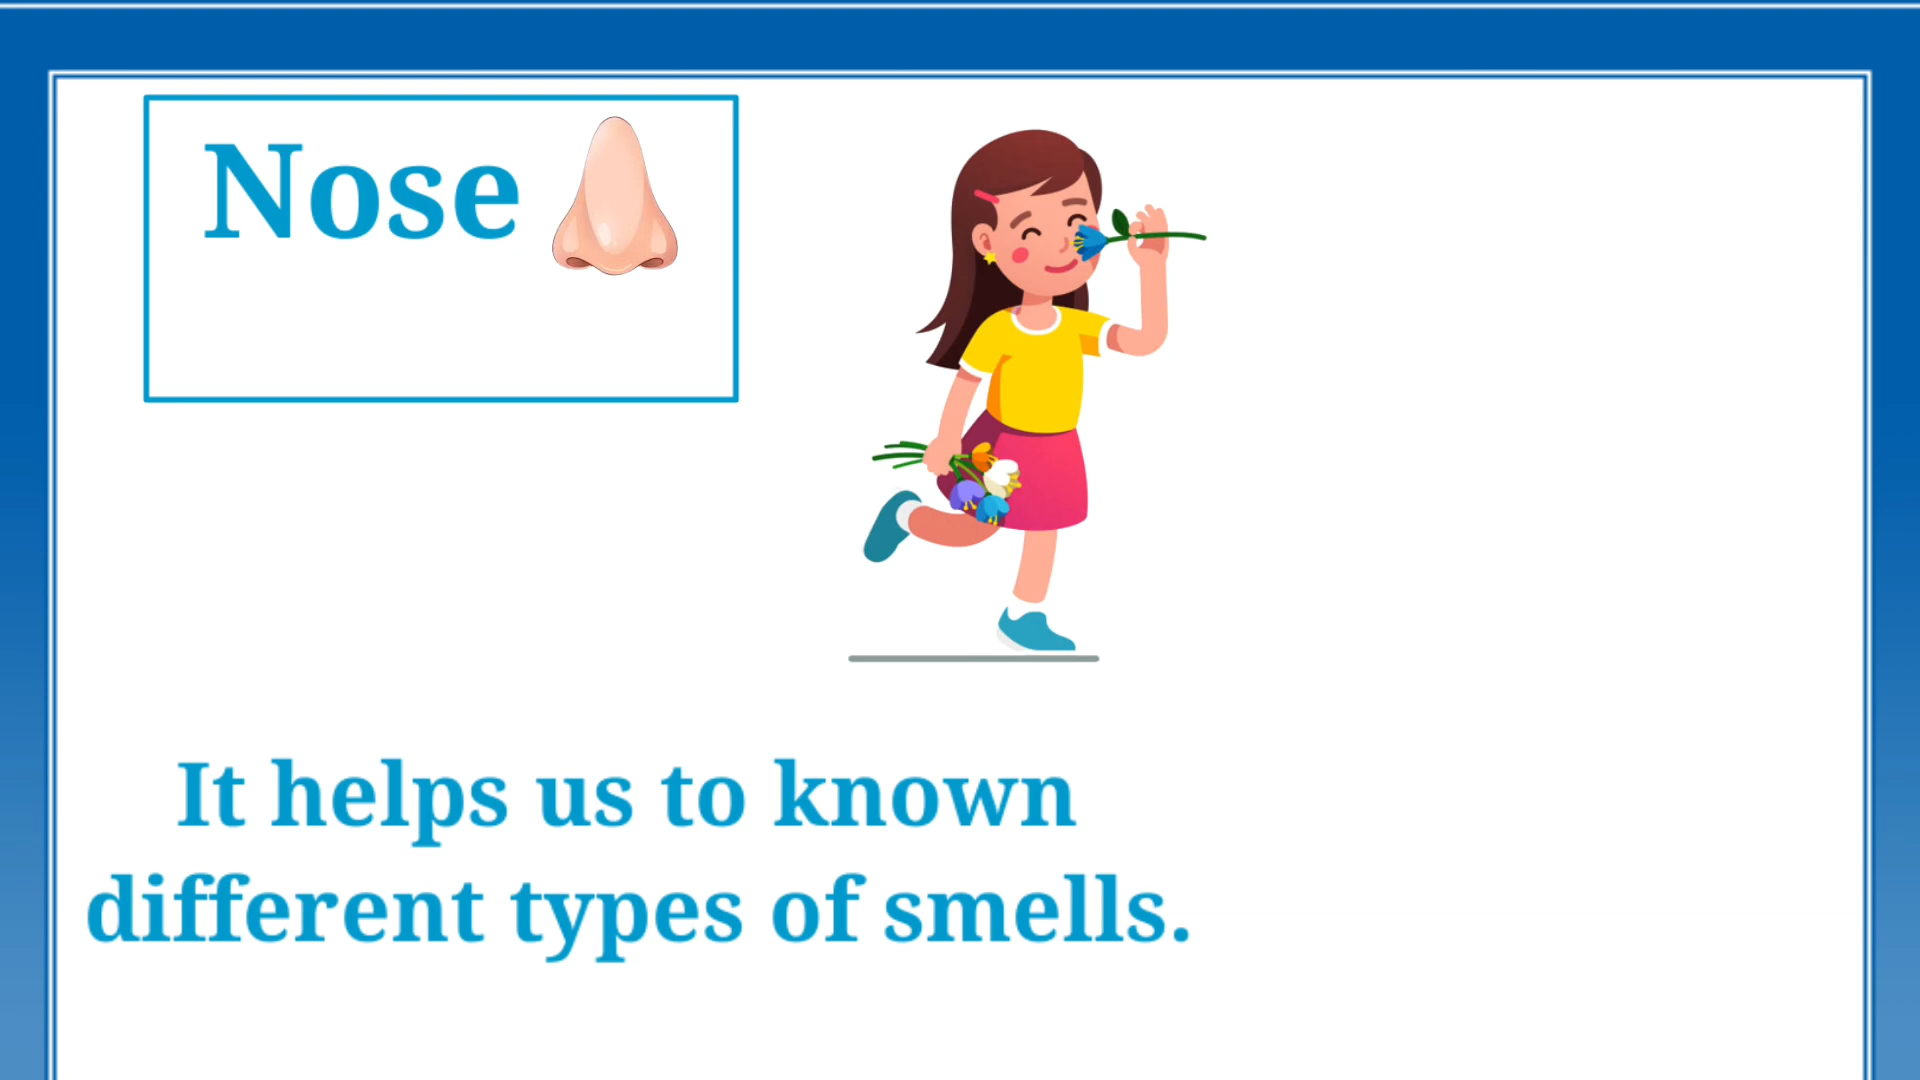 Nose
It helps us to known
different types of smells.